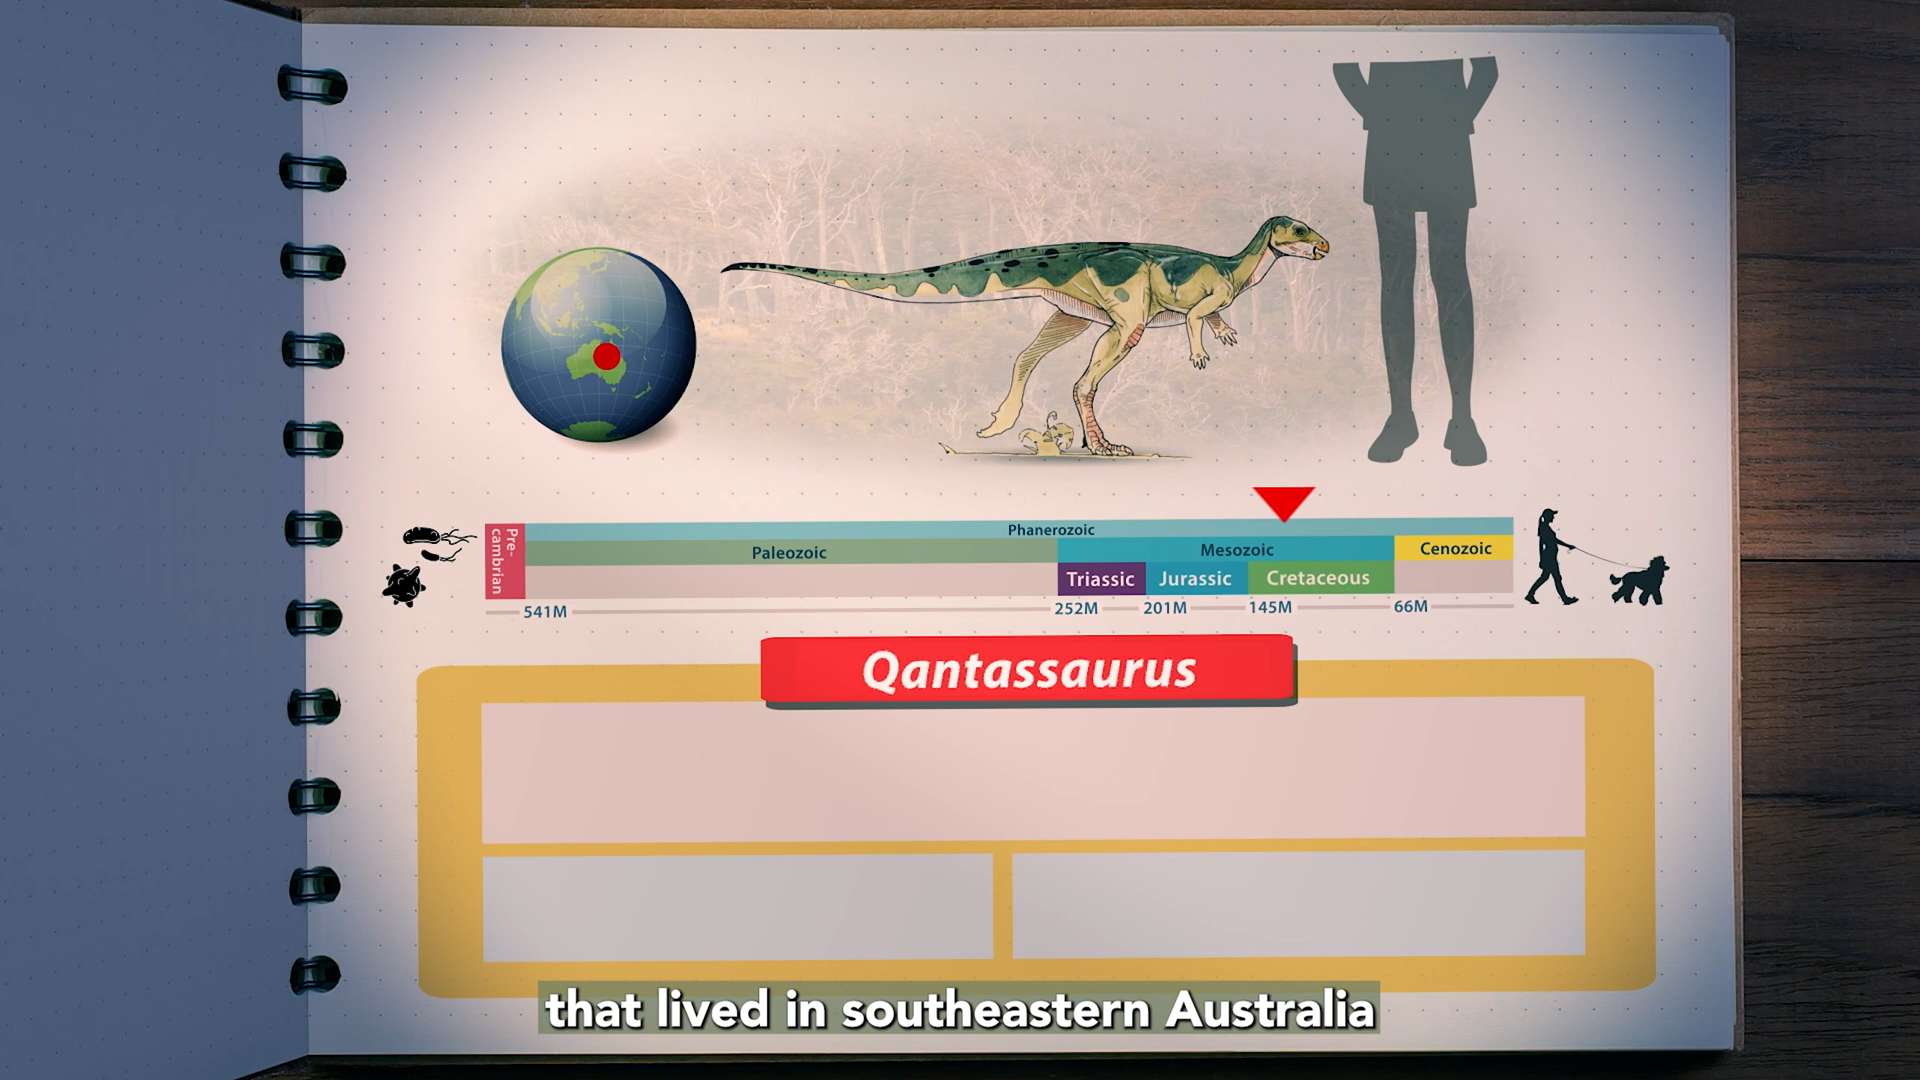 Phanerozoic
Pre-
cambrian
Paleozoic
Mesozoic
Cenozoic
Triassic
Jurassic
Cretaceous
541M
252M
201M
145M
66M
Qantassaurus
that lived in southeastern Australia